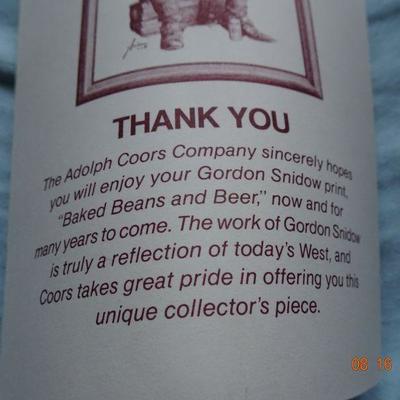 THANK YOU
The Adolph Coors Company sincerely hopes
you will enjoy your Gordon Snidow print,
"Baked Beans and Beer," now and for
many years to come. The work of Gordon Snidow
is truly a reflection of today's West, and
Coors takes great pride in offering you this
unique collector's piece.
08 16